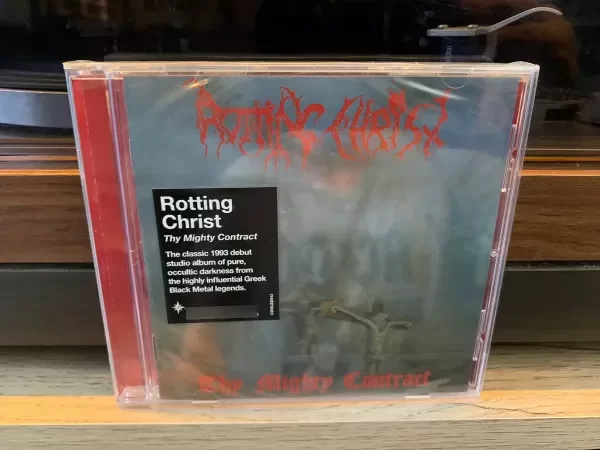 ROTTING CHRIST
Rotting
Christ
Thy Mighty Contract
The classic 1993 debut
studio album of pure,
occultic darkness from
the highly influential Greek
Black Metal legends.
Thy Mighty Contract